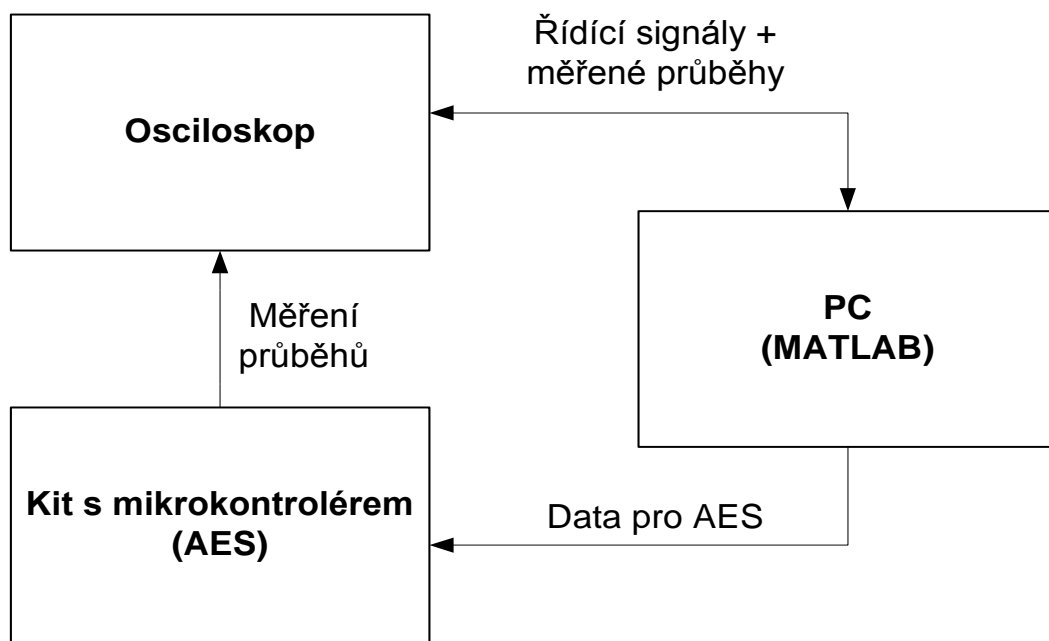 Řídící signály +
měřené průběhy
Osciloskop
PC
(MATLAB)
Měření
průběhů
Kit s mikrokontrolérem
(AES)
Data pro AES